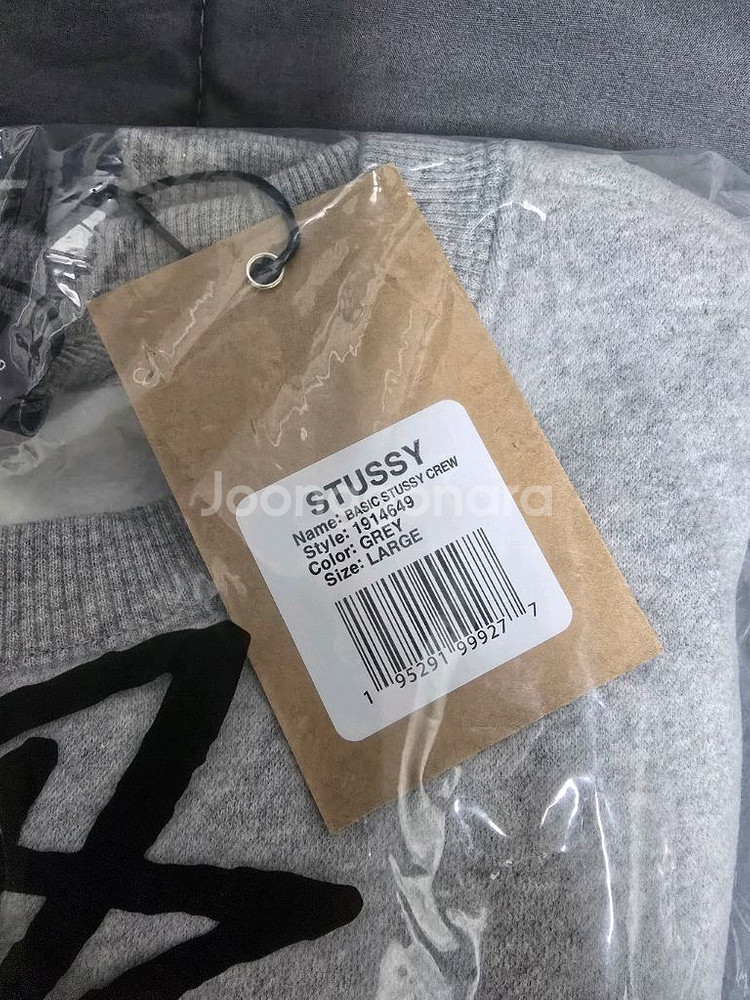 STUSSY
Name: BASIC STUSSY CREW
Style: 1914649
Color: GREY
Size: LARGE
1 95291 99927 7